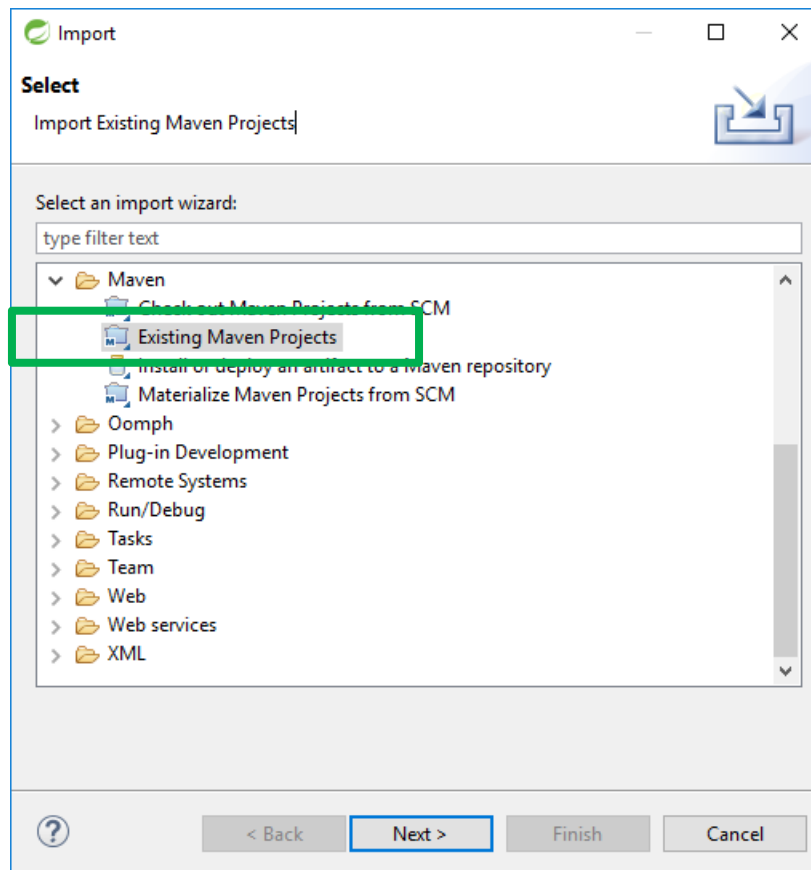 Import
Select
Import Existing Maven Projects
Select an import wizard:
type filter text
Maven
Check out Maven Projects from SCM
Existing Maven Projects
Install or deploy an artifact to a Maven repository
Materialize Maven Projects from SCM
Oomph
Plug-in Development
Remote Systems
Run/Debug
Tasks
Team
Web
Web services
XML
? < Back Next > Finish Cancel